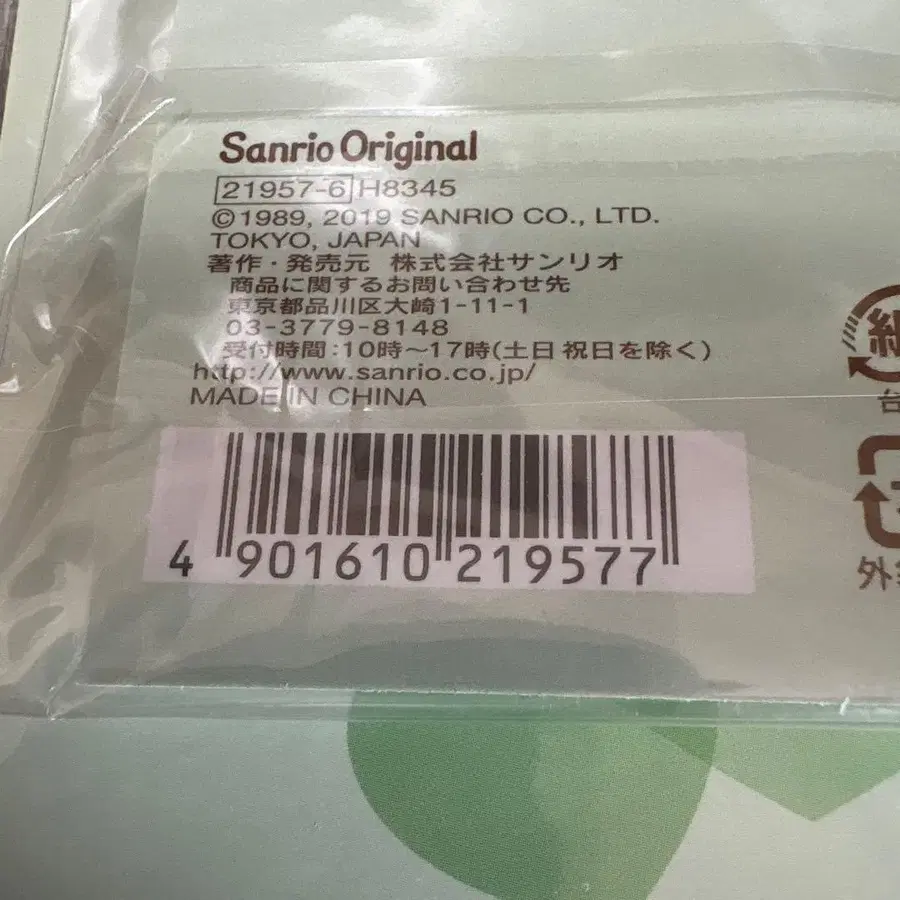 Sanrio Original
21957-6 H8345
©1989, 2019 SANRIO CO., LTD.
TOKYO, JAPAN
著作・発売元 株式会社サンリオ
商品に関するお問い合わせ先
東京都品川区大崎1-11-1
03-3779-8148
受付時間:10時～17時(土日祝日を除く)
http://www.sanrio.co.jp/
MADE IN CHINA
4 901610 219577
紙
台
外